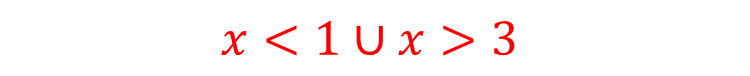 𝑥 < 1 ∪ 𝑥 > 3